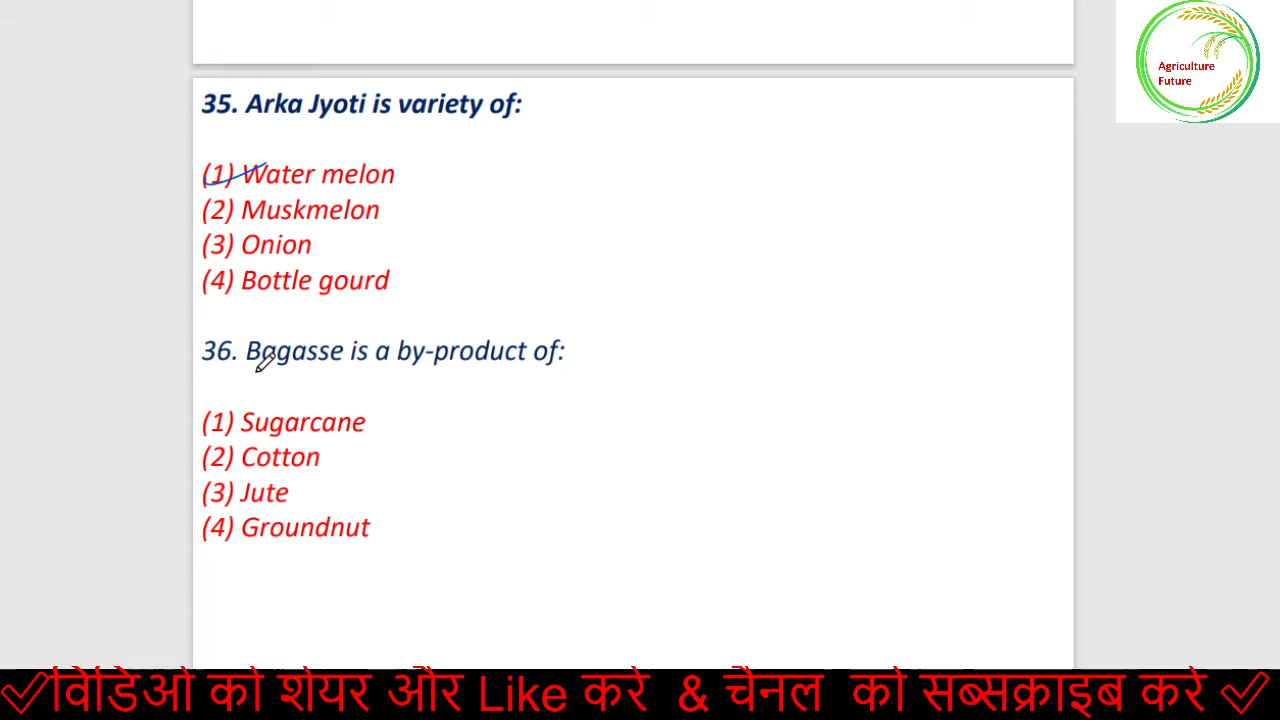 Agriculture
Future
35. Arka Jyoti is variety of:
(1) Water melon
(2) Muskmelon
(3) Onion
(4) Bottle gourd
36. Bagasse is a by-product of:
(1) Sugarcane
(2) Cotton
(3) Jute
(4) Groundnut
✓विडिओ को शेयर और Like करे & चैनल को सब्सक्राइब करे ✓